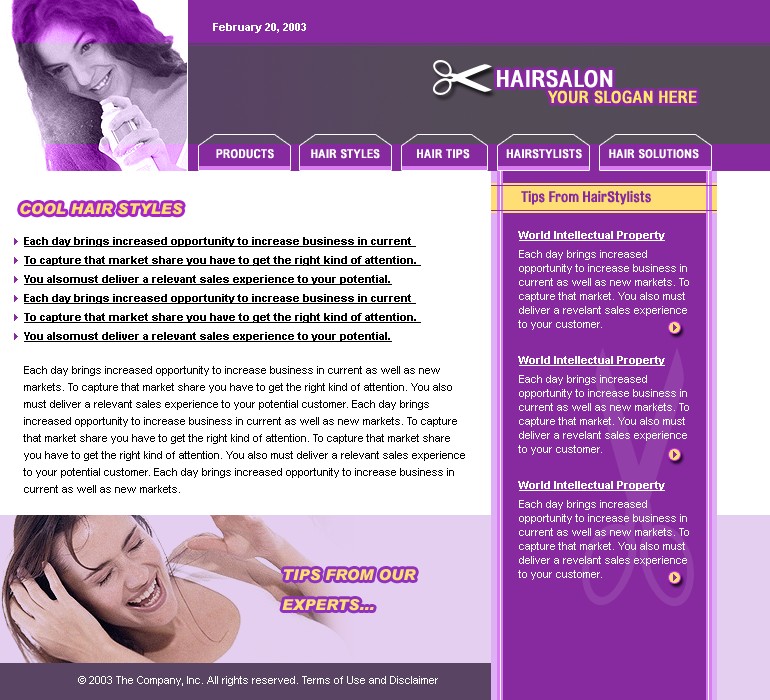 February 20, 2003
HAIRSALON
YOUR SLOGAN HERE
PRODUCTS
HAIR STYLES
HAIR TIPS
HAIRSTYLISTS
HAIR SOLUTIONS
COOL HAIR STYLES
Each day brings increased opportunity to increase business in current
To capture that market share you have to get the right kind of attention.
You alsomust deliver a relevant sales experience to your potential.
Each day brings increased opportunity to increase business in current
To capture that market share you have to get the right kind of attention.
You alsomust deliver a relevant sales experience to your potential.
Each day brings increased opportunity to increase business in current as well as new
markets. To capture that market share you have to get the right kind of attention. You also
must deliver a relevant sales experience to your potential customer. Each day brings
increased opportunity to increase business in current as well as new markets. To capture
that market share you have to get the right kind of attention. To capture that market share
you have to get the right kind of attention. You also must deliver a relevant sales experience
to your potential customer. Each day brings increased opportunity to increase business in
current as well as new markets.
TIPS FROM OUR
EXPERTS...
© 2003 The Company, Inc. All rights reserved. Terms of Use and Disclaimer
Tips From HairStylists
World Intellectual Property
Each day brings increased
opportunity to increase business in
current as well as new markets. To
capture that market. You also must
deliver a relevant sales experience
to your customer.
World Intellectual Property
Each day brings increased
opportunity to increase business in
current as well as new markets. To
capture that market. You also must
deliver a revelant sales experience
to your customer.
World Intellectual Property
Each day brings increased
opportunity to increase business in
current as well as new markets. To
capture that market. You also must
deliver a relevant sales experience
to your customer.